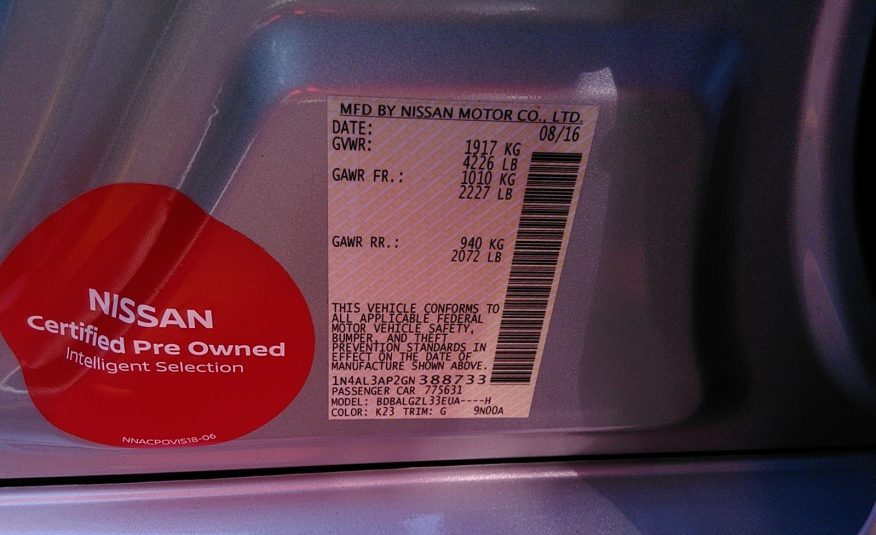 MFD BY NISSAN MOTOR CO., LTD.
DATE: 08/16
GVWR: 1917 KG
4226 LB
GAWR FR.: 1010 KG
2227 LB
GAWR RR.: 940 KG
2072 LB
THIS VEHICLE CONFORMS TO
ALL APPLICABLE FEDERAL
MOTOR VEHICLE SAFETY,
BUMPER, AND THEFT
PREVENTION STANDARDS IN
EFFECT ON THE DATE OF
MANUFACTURE SHOWN ABOVE.
1N4AL3AP2GN388733
PASSENGER CAR 775631
MODEL: BDBALGZL33EUA----H
COLOR: K23 TRIM: G 9N00A
NISSAN
Certified Pre Owned
Intelligent Selection
NNACPOVIS18-06